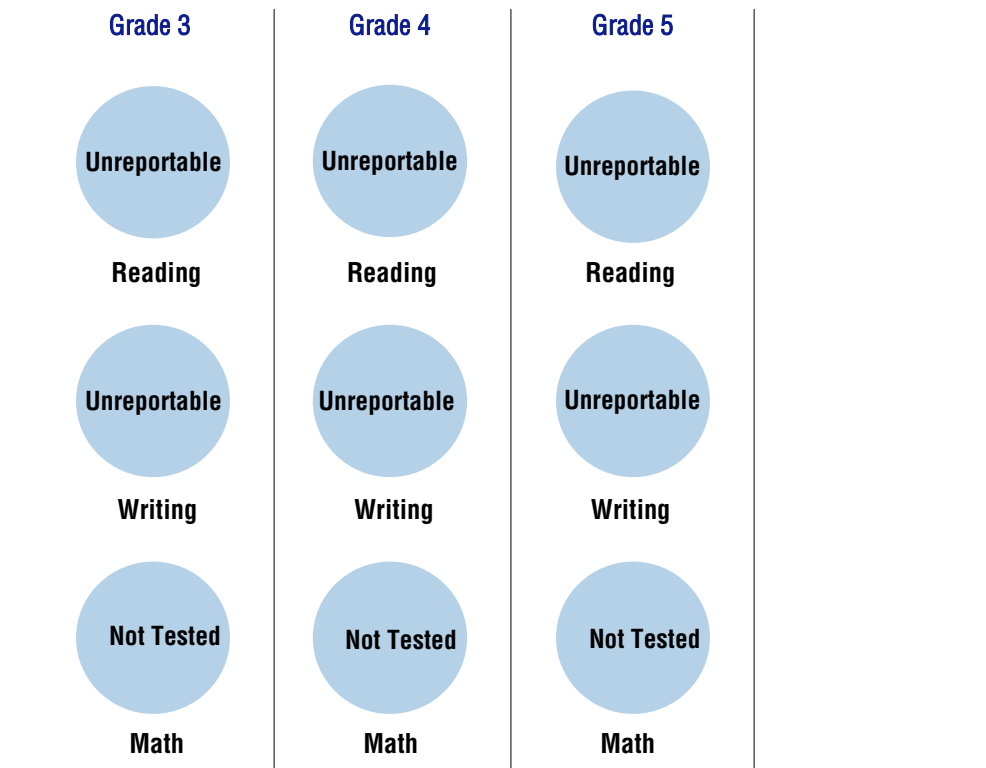 Grade 3
Grade 4
Grade 5
Unreportable
Unreportable
Unreportable
Reading
Reading
Reading
Unreportable
Unreportable
Unreportable
Writing
Writing
Writing
Not Tested
Not Tested
Not Tested
Math
Math
Math